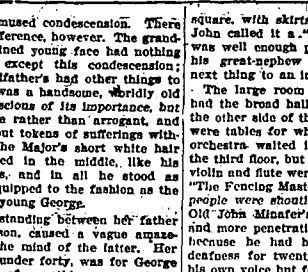 mused condescension. There
ference, however. The grand-
ined young face had nothing
except this condescension;
dfather's had other things to
was a handsome, worldly old
scious of its importance, but
e rather than arrogant, and
out tokens of sufferings with-
he Major's short white hair
ed in the middle, like his
s, and in all he stood as
uipped to the fashion as the
young George.
standing between her father
son, caused a vague amaze-
he mind of the latter. Her
under forty, was for George
square, with skirts
John called it a "
was well enough
his great-nephew
next thing to an
The large room
had the broad hall
the other side of th
were tables for
orchestra waited i
the third floor, but
violin and flute wer
"The Fencing Mast
people were shouti
Old John Minafer's
and more penetrati
because he had b
deafness for twent
his own voice but f